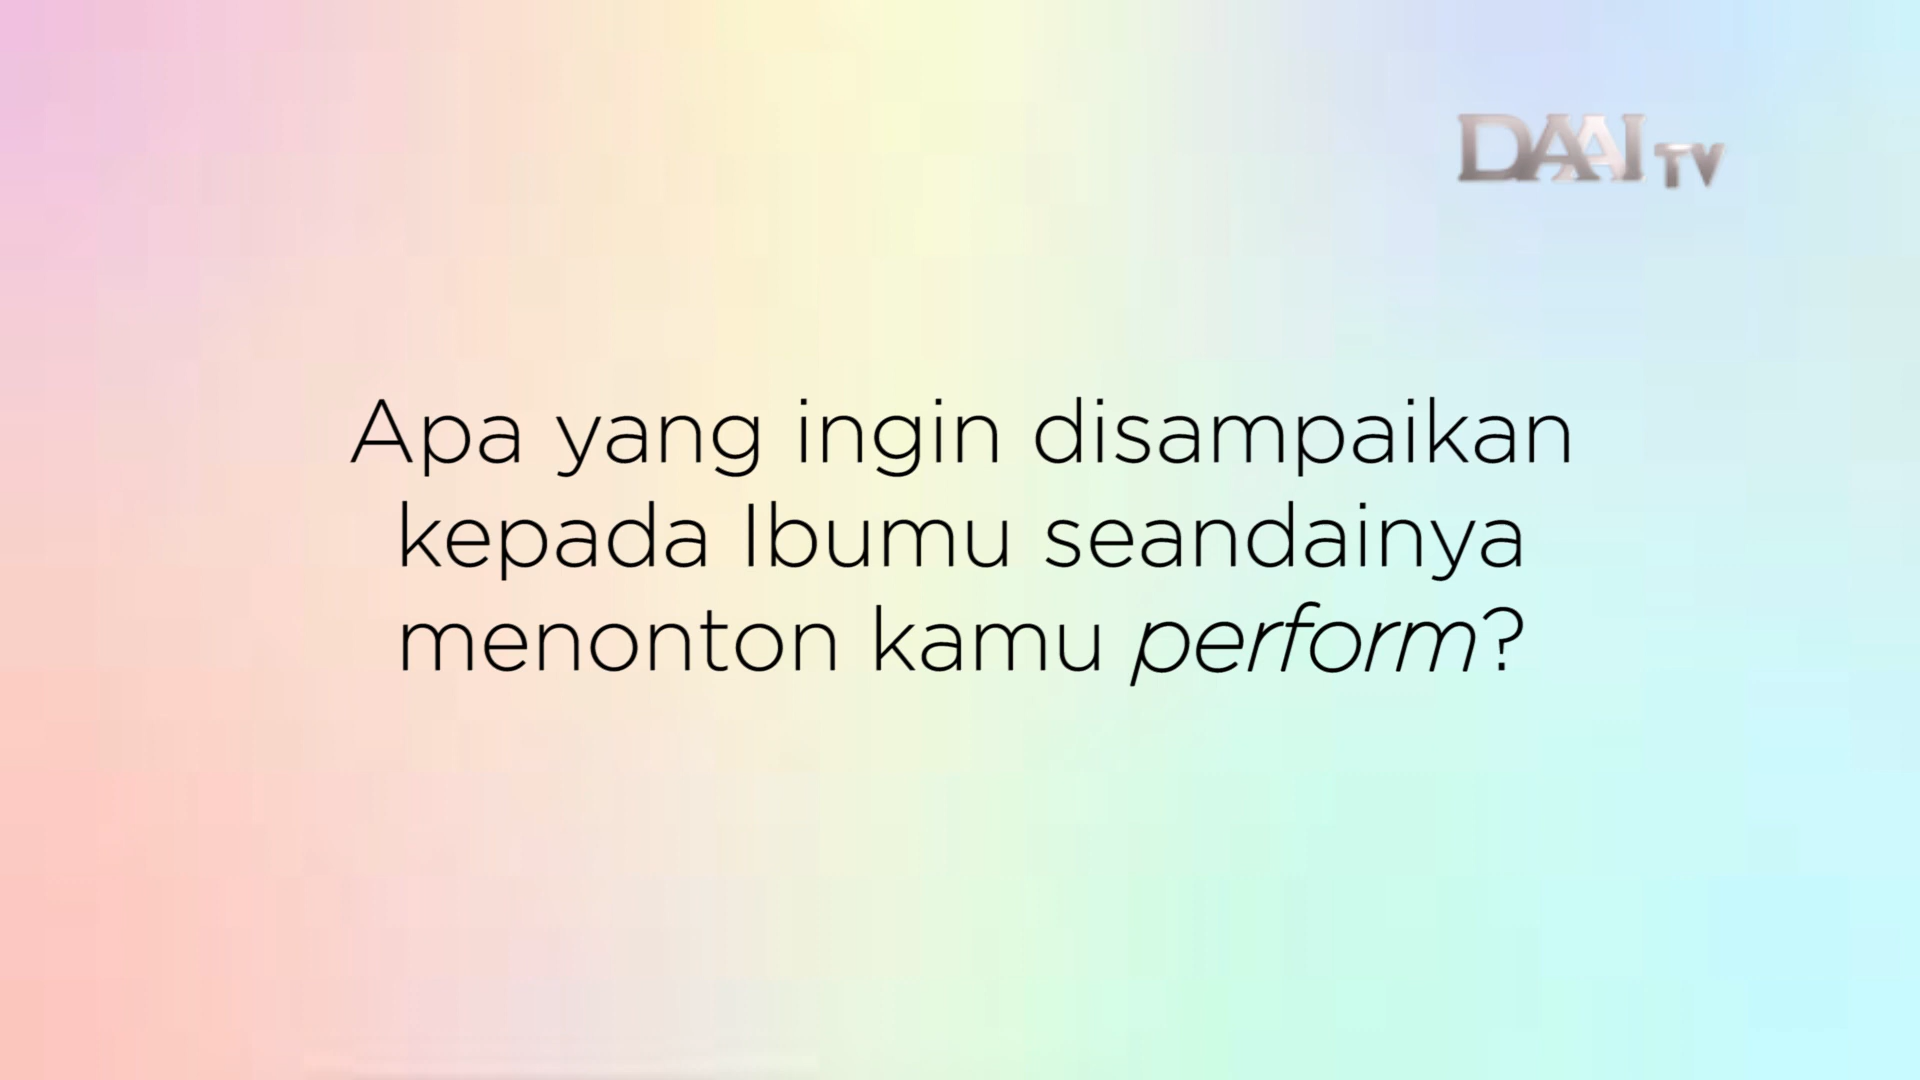 DAAI TV
Apa yang ingin disampaikan
kepada Ibumu seandainya
menonton kamu perform?